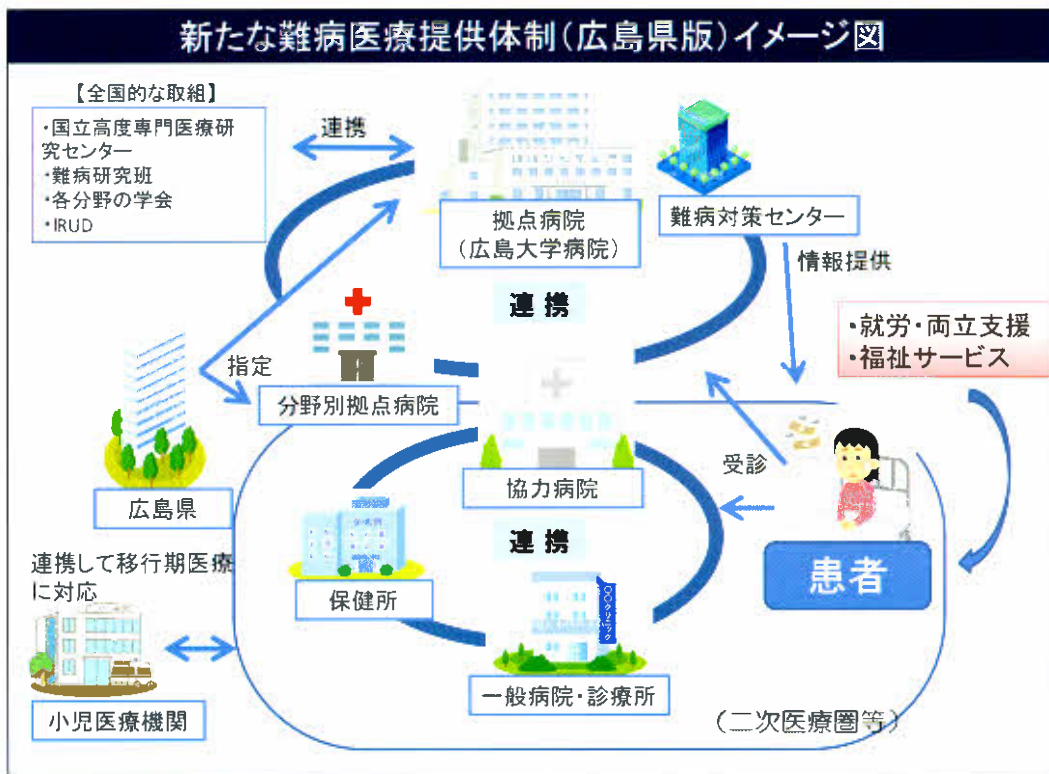 新たな難病医療提供体制(広島県版)イメージ図
【全国的な取組】
・国立高度専門医療研
究センター
・難病研究班
・各分野の学会
・IRUD
連携
拠点病院
(広島大学病院)
難病対策センター
情報提供
連携
・就労・両立支援
・福祉サービス
指定
分野別拠点病院
広島県
協力病院
受診
患者
連携
保健所
〇〇クリニック
一般病院・診療所
連携して移行期医療
に対応
小児医療機関
(二次医療圏等)